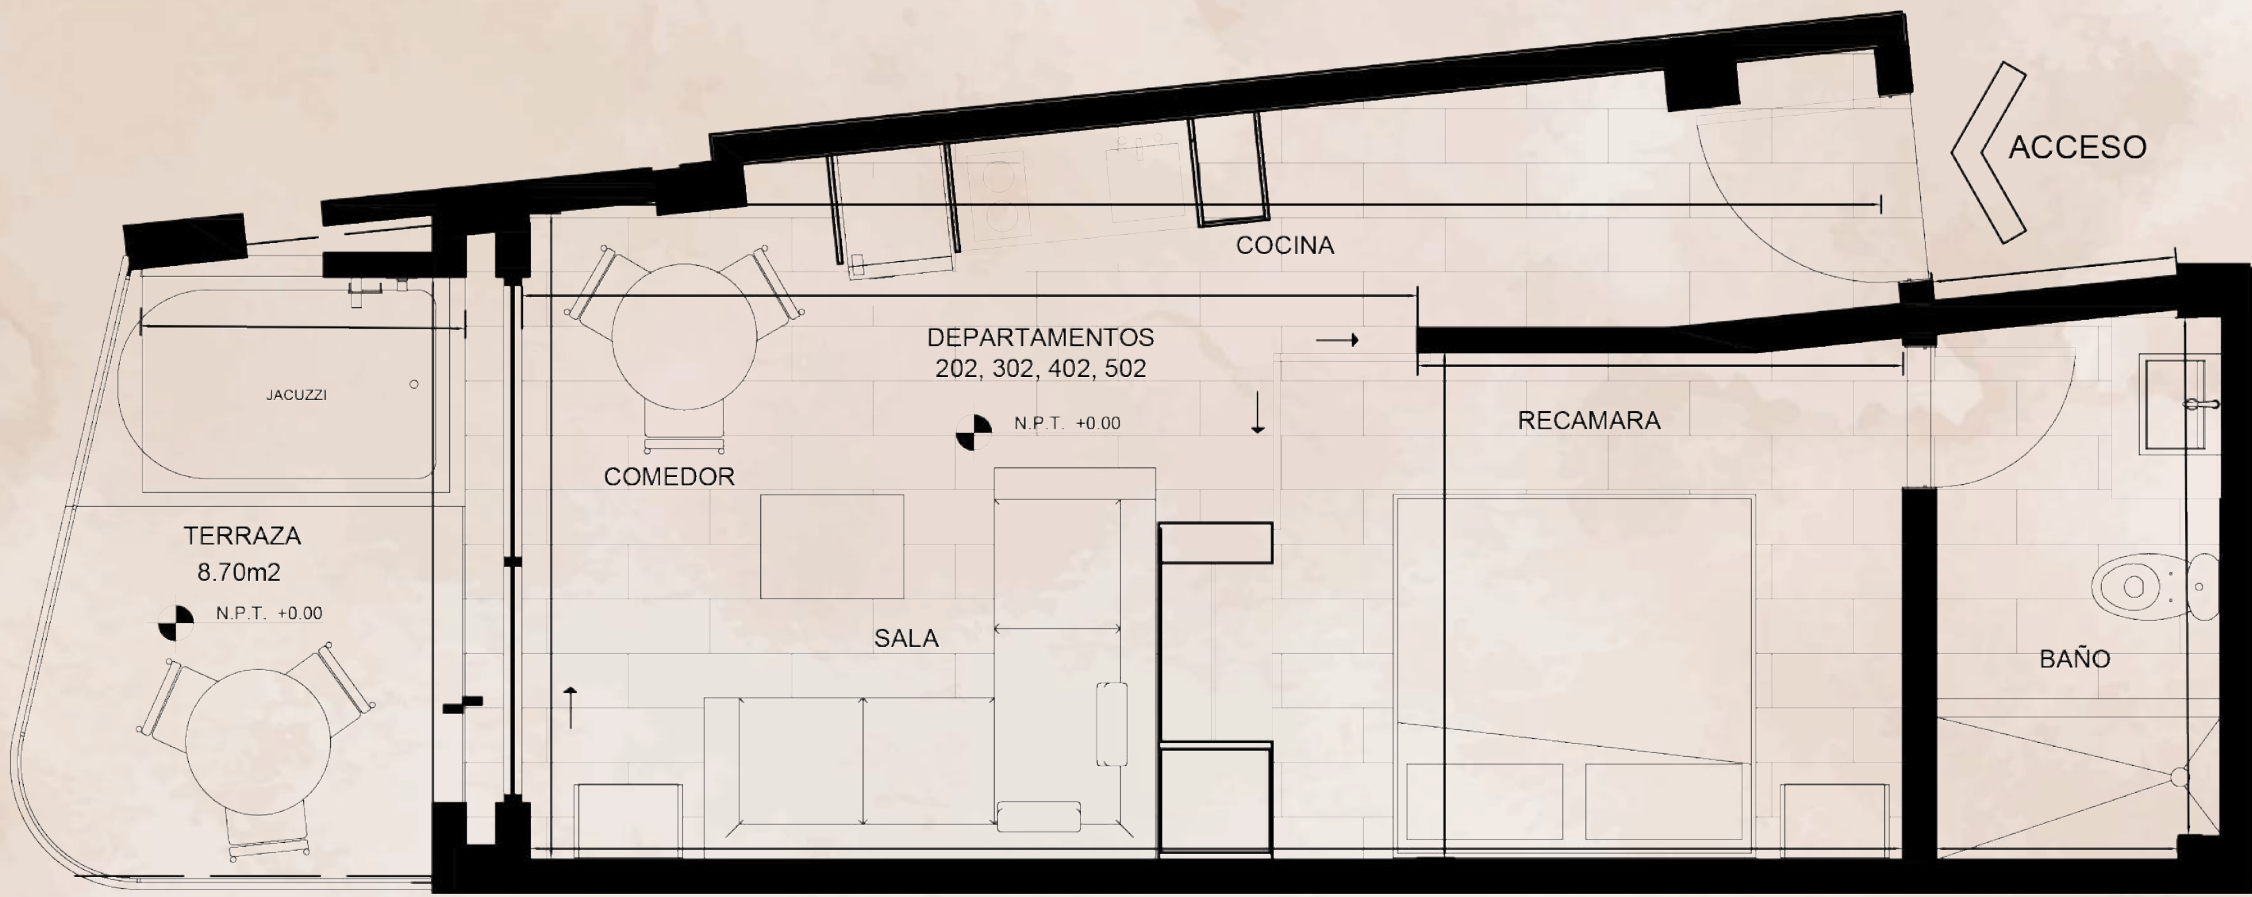 ACCESO
COCINA
DEPARTAMENTOS
202, 302, 402, 502
JACUZZI
N.P.T. +0.00
RECAMARA
COMEDOR
TERRAZA
8.70m2
N.P.T. +0.00
SALA
BAÑO